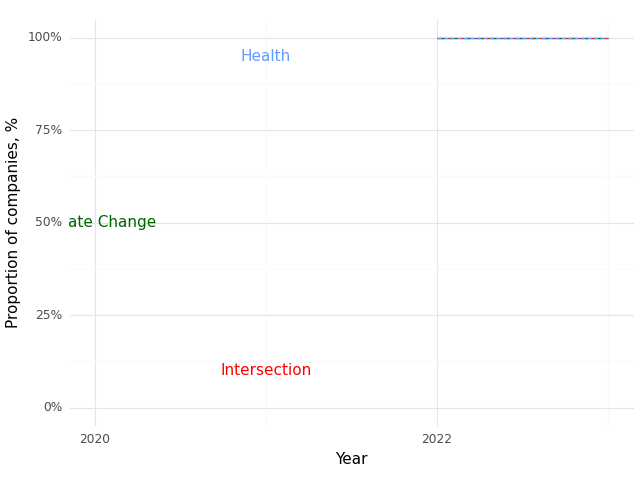 100%
Health
75%
Proportion of companies, %
50%
ate Change
25%
Intersection
0%
2020
2022
Year